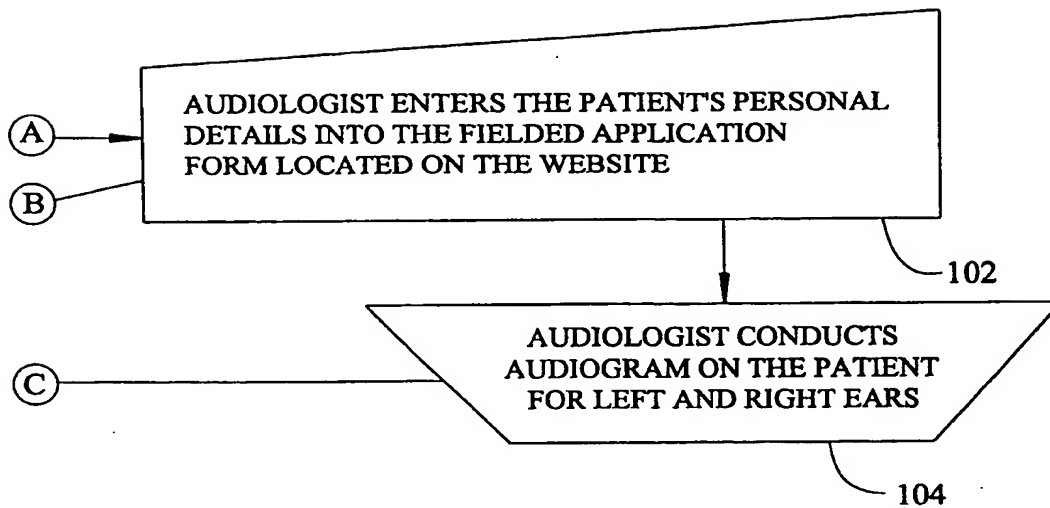 AUDIOLOGIST ENTERS THE PATIENT'S PERSONAL
DETAILS INTO THE FIELDED APPLICATION
FORM LOCATED ON THE WEBSITE
A
B
102
AUDIOLOGIST CONDUCTS
AUDIOGRAM ON THE PATIENT
FOR LEFT AND RIGHT EARS
C
104